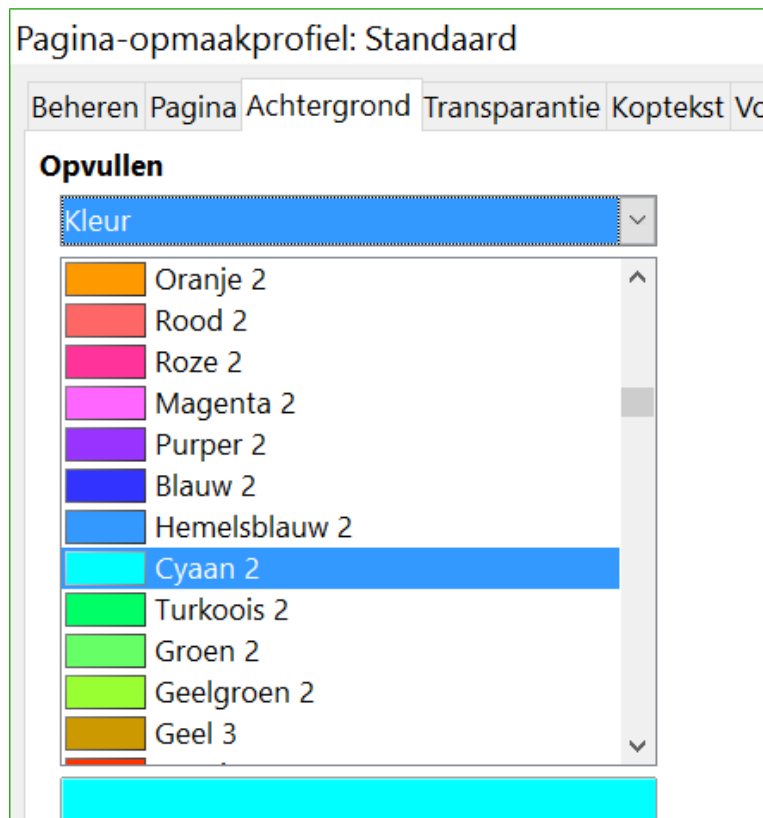 Pagina-opmaakprofiel: Standaard
Beheren Pagina Achtergrond Transparantie Koptekst
Opvullen
Kleur
Oranje 2
Rood 2
Roze 2
Magenta 2
Purper 2
Blauw 2
Hemelsblauw 2
Cyaan 2
Turkoois 2
Groen 2
Geelgroen 2
Geel 3